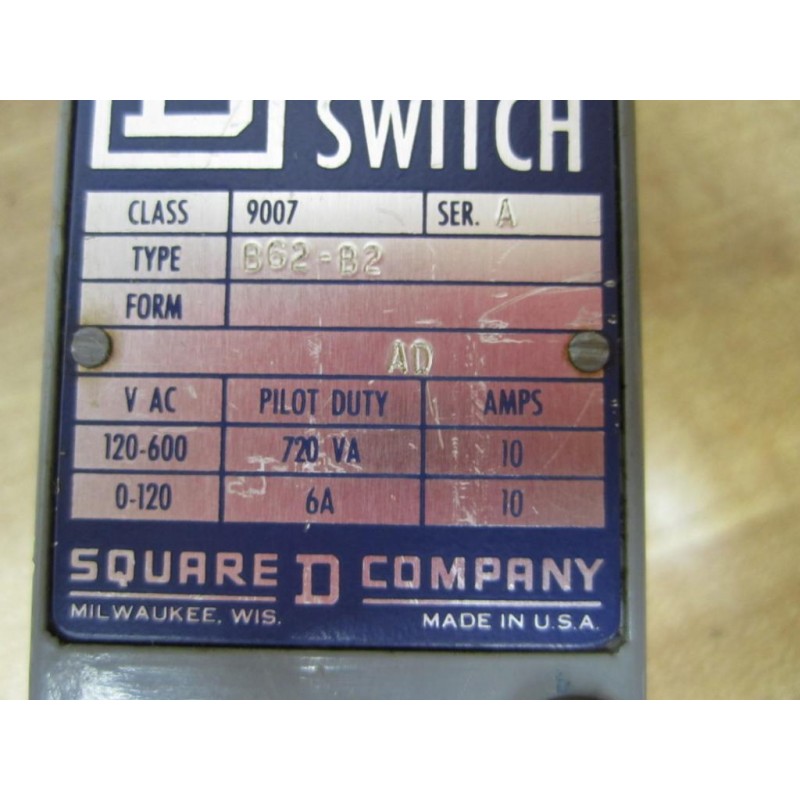 D SWITCH
CLASS 9007 SER. A
TYPE B62-B2
FORM
AD
V AC PILOT DUTY AMPS
120-600 720 VA 10
0-120 6A 10
SQUARE D COMPANY
MILWAUKEE, WIS. MADE IN U.S.A.